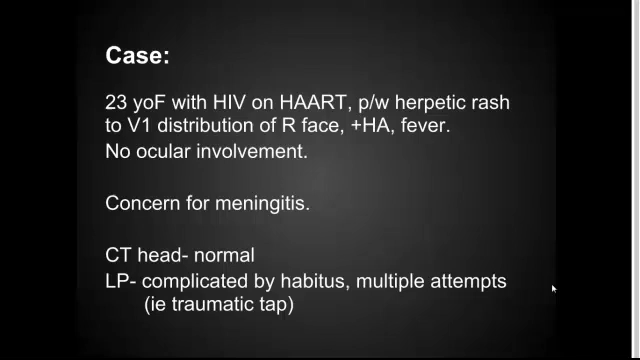 Case:
23 yoF with HIV on HAART, p/w herpetic rash
to V1 distribution of R face, +HA, fever.
No ocular involvement.
Concern for meningitis.
CT head- normal
LP- complicated by habitus, multiple attempts
(ie traumatic tap)